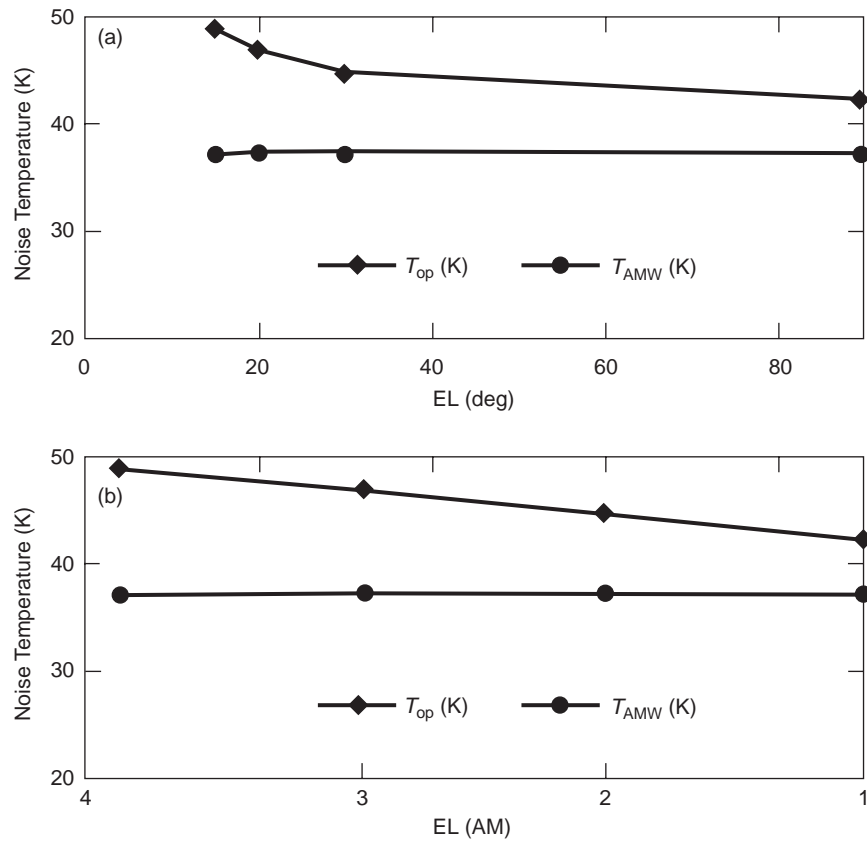 50
(a)
40
30
20
Noise Temperature (K)
T_op (K)
T_AMW (K)
0
20
40
60
80
EL (deg)
50
(b)
40
30
20
Noise Temperature (K)
T_op (K)
T_AMW (K)
4
3
2
1
EL (AM)